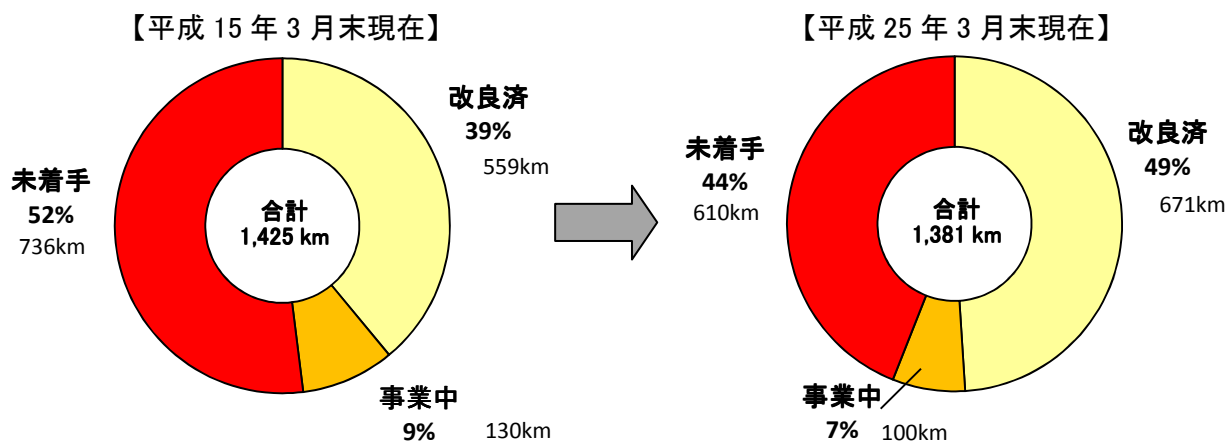 【平成 15 年 3 月末現在】
改良済
39%
559km
未着手
52%
736km
合計
1,425 km
事業中
9%
130km
【平成 25 年 3 月末現在】
改良済
49%
671km
未着手
44%
610km
合計
1,381 km
事業中
7%
100km